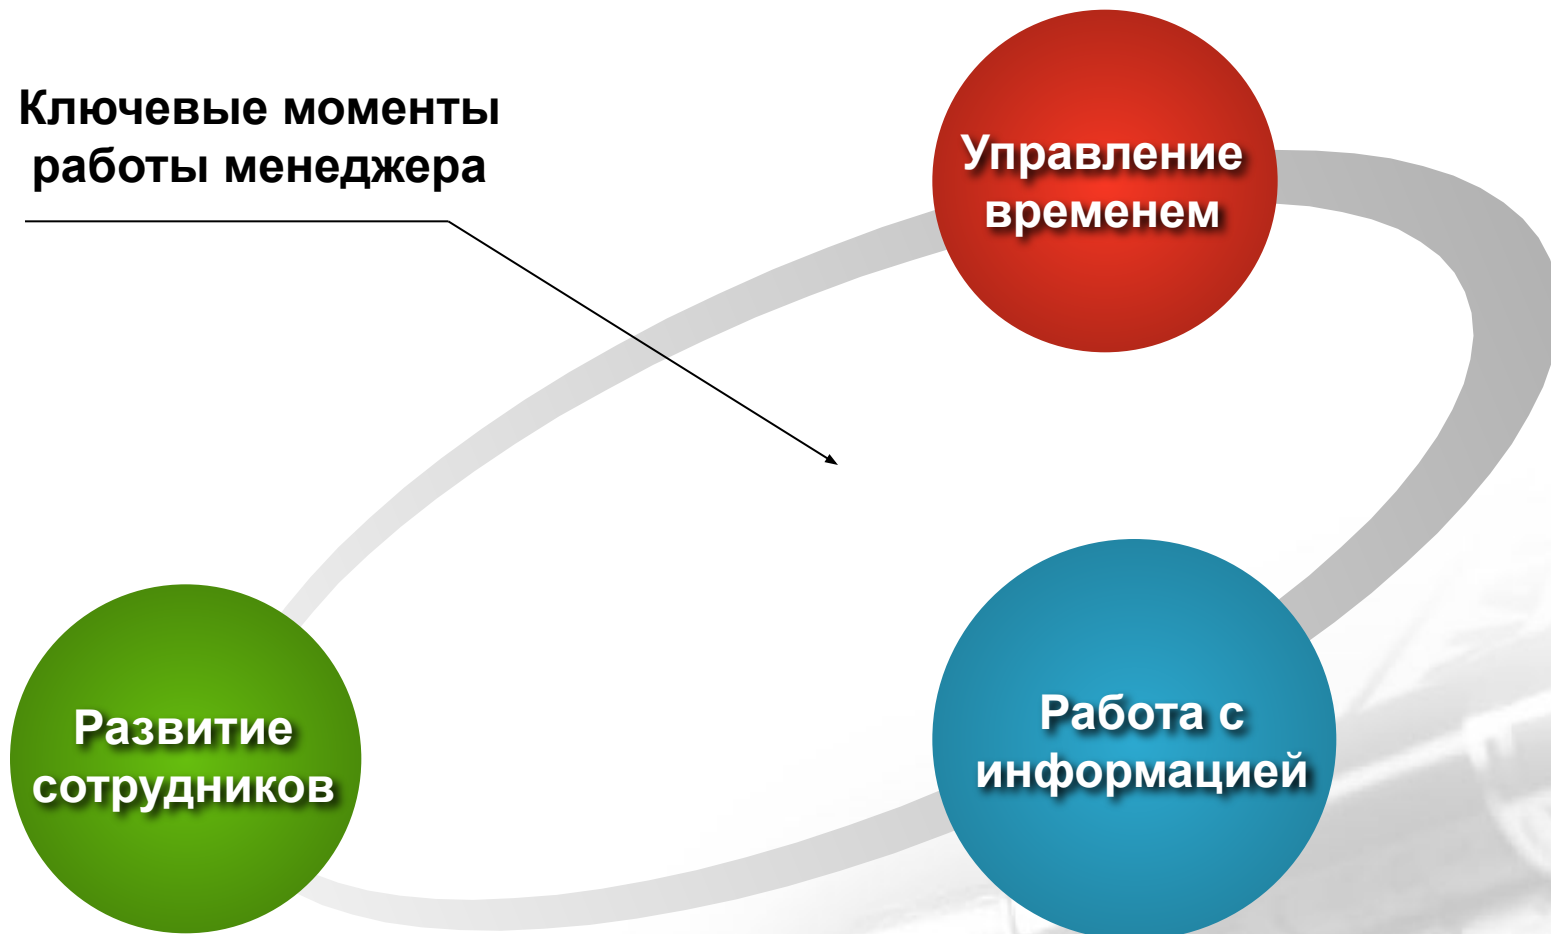 Ключевые моменты
работы менеджера
Управление
временем
Развитие
сотрудников
Работа с
информацией